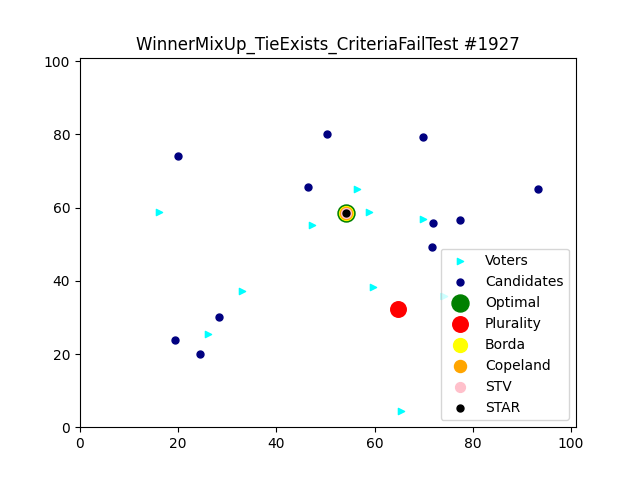 WinnerMixUp_TieExists_CriteriaFailTest #1927
100
80
60
40
20
0
0 20 40 60 80 100
Voters
Candidates
Optimal
Plurality
Borda
Copeland
STV
STAR